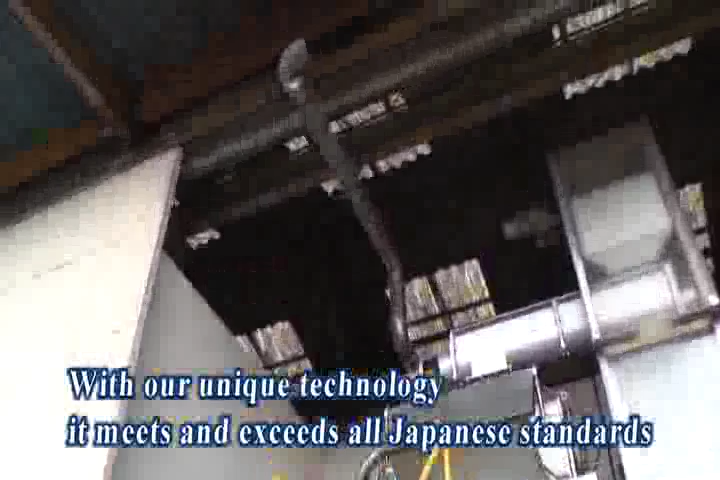 With our unique technology
it meets and exceeds all Japanese standards